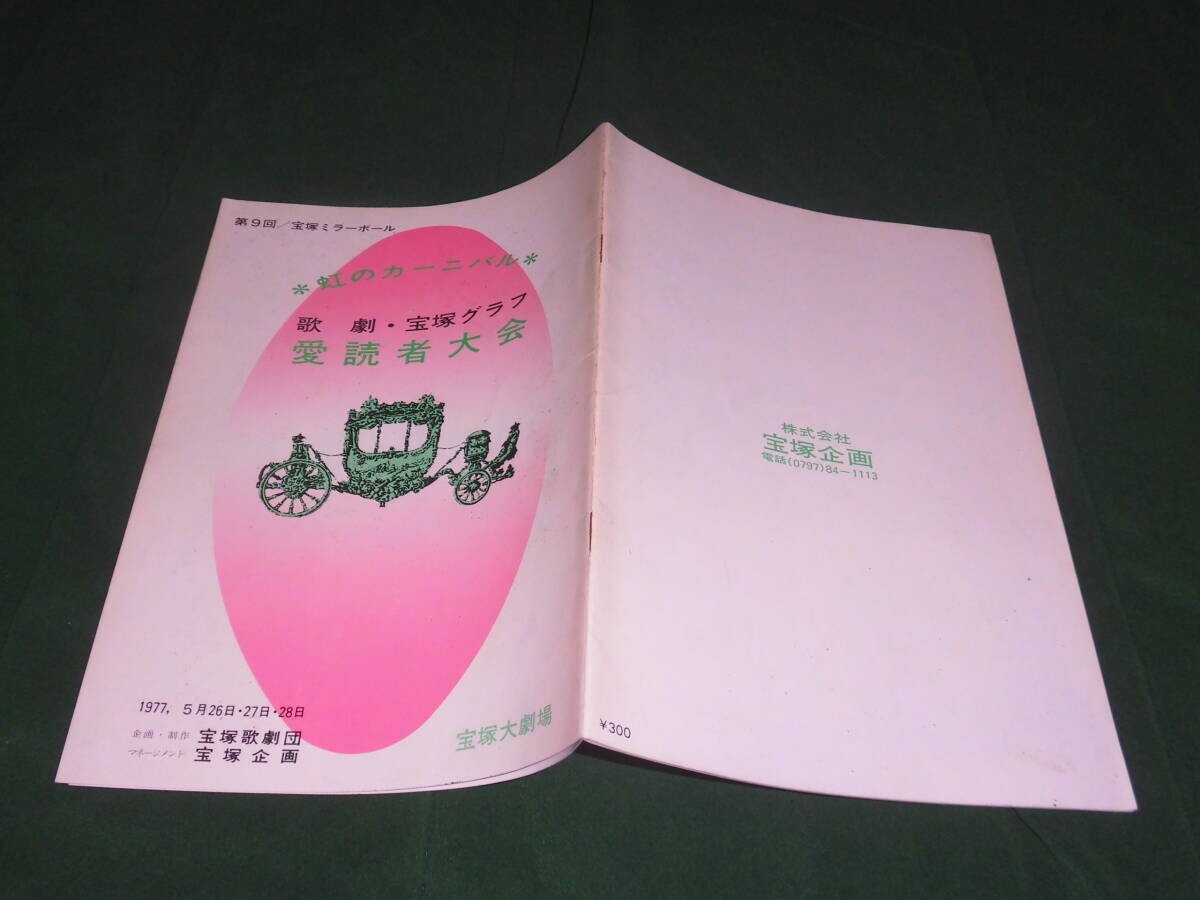 第9回/宝塚ミラーボール
*虹のカーニバル*
歌劇・宝塚グラフ
愛読者大会
1977, 5月26日・27日・28日
企画・制作 宝塚歌劇団
マネージメント 宝塚企画
宝塚大劇場
株式会社
宝塚企画
電話(0797)84-1113
¥300